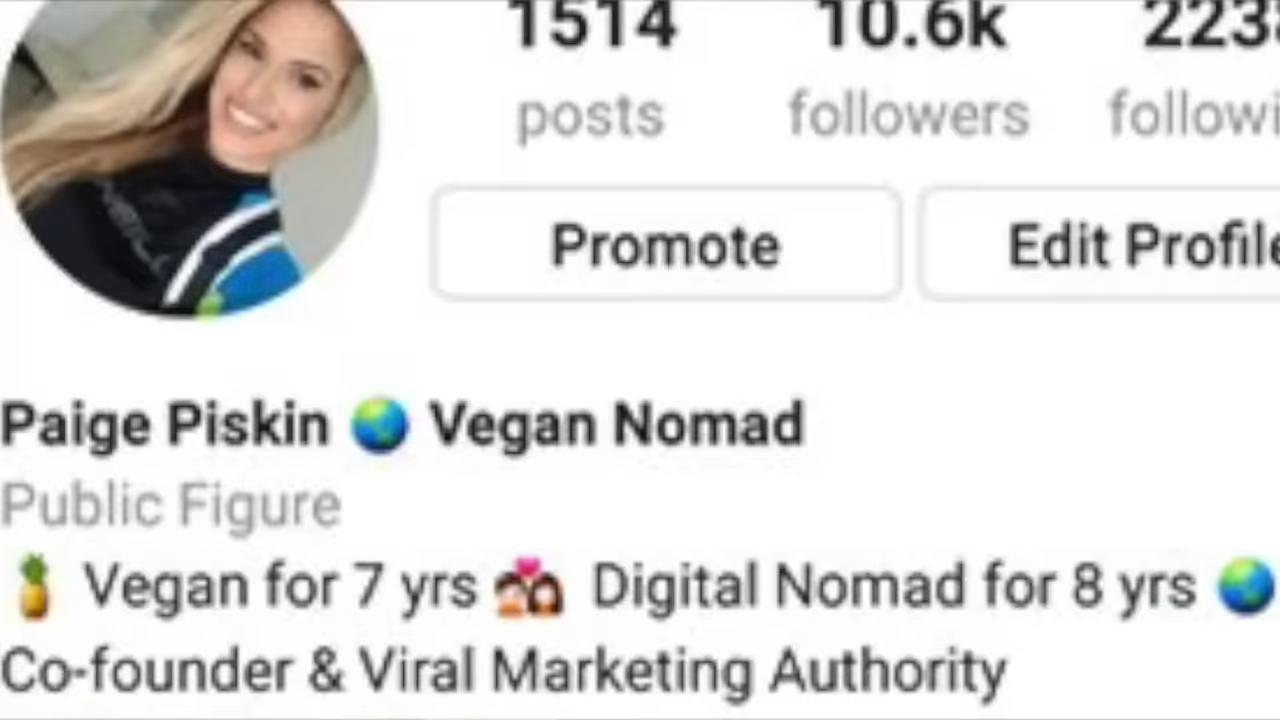 1514 10.6k 223
posts followers followi
Promote Edit Profile
Paige Piskin 🌏 Vegan Nomad
Public Figure
🍍 Vegan for 7 yrs 👩‍❤️‍👩 Digital Nomad for 8 yrs 🌏
Co-founder & Viral Marketing Authority